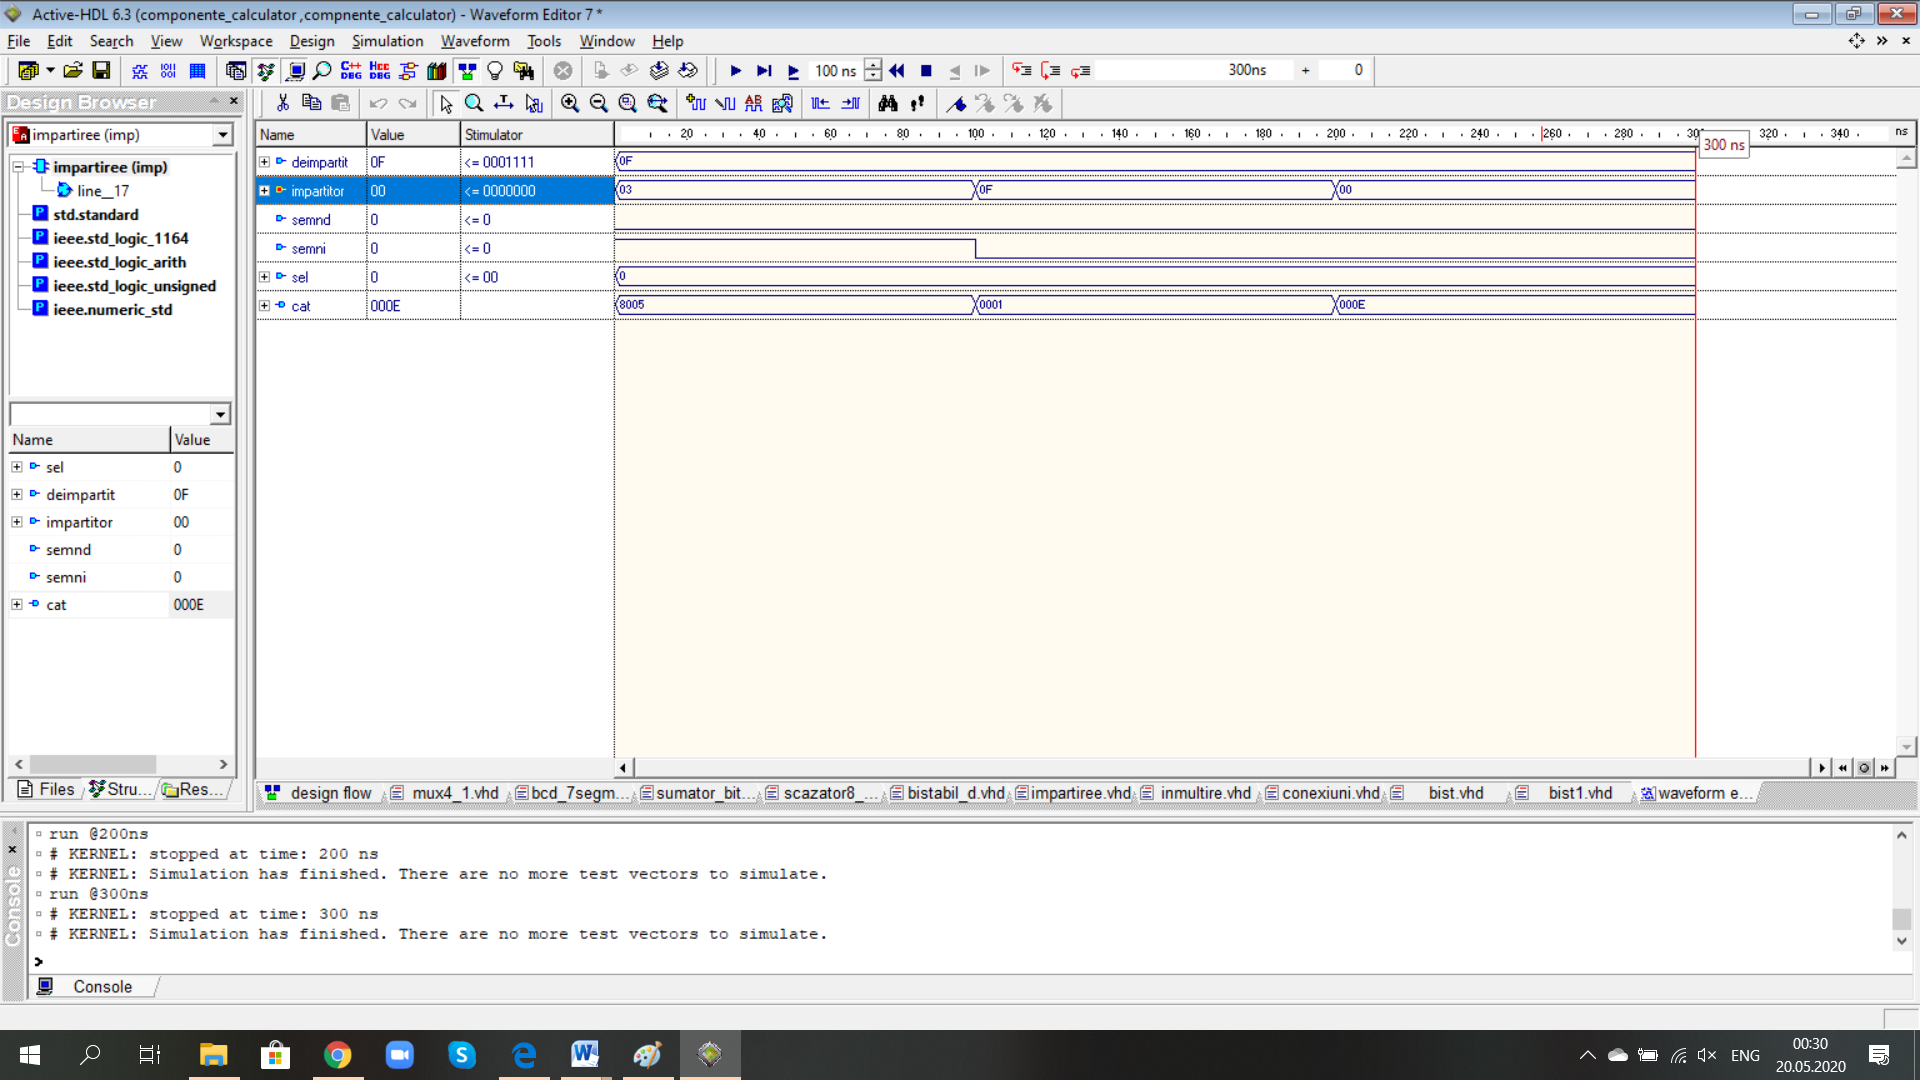 Active-HDL 6.3 (componente_calculator ,compnente_calculator) - Waveform Editor 7 *
File Edit Search View Workspace Design Simulation Waveform Tools Window Help
C++ DBG HCC DBG 100 ns 300ns + 0
Design Browser
impartiree (imp)
impartiree (imp)
line__17
std.standard
ieee.std_logic_1164
ieee.std_logic_arith
ieee.std_logic_unsigned
ieee.numeric_std
Name Value
sel 0
deimpartit 0F
impartitor 00
semnd 0
semni 0
cat 000E
Files Stru... Res...
Name Value Stimulator 20 40 60 80 100 120 140 160 180 200 220 240 260 280 320 340 ns
300 ns
deimpartit 0F <= 0001111 0F
impartitor 00 <= 0000000 03 0F 00
semnd 0 <= 0
semni 0 <= 0
sel 0 <= 00 0
cat 000E 8005 0001 000E
design flow mux4_1.vhd bcd_7segm... sumator_bit... scazator8_... bistabil_d.vhd impartiree.vhd inmultire.vhd conexiuni.vhd bist.vhd bist1.vhd waveform e...
run @200ns
# KERNEL: stopped at time: 200 ns
# KERNEL: Simulation has finished. There are no more test vectors to simulate.
run @300ns
# KERNEL: stopped at time: 300 ns
# KERNEL: Simulation has finished. There are no more test vectors to simulate.
>
Console
Console
ENG
00:30
20.05.2020